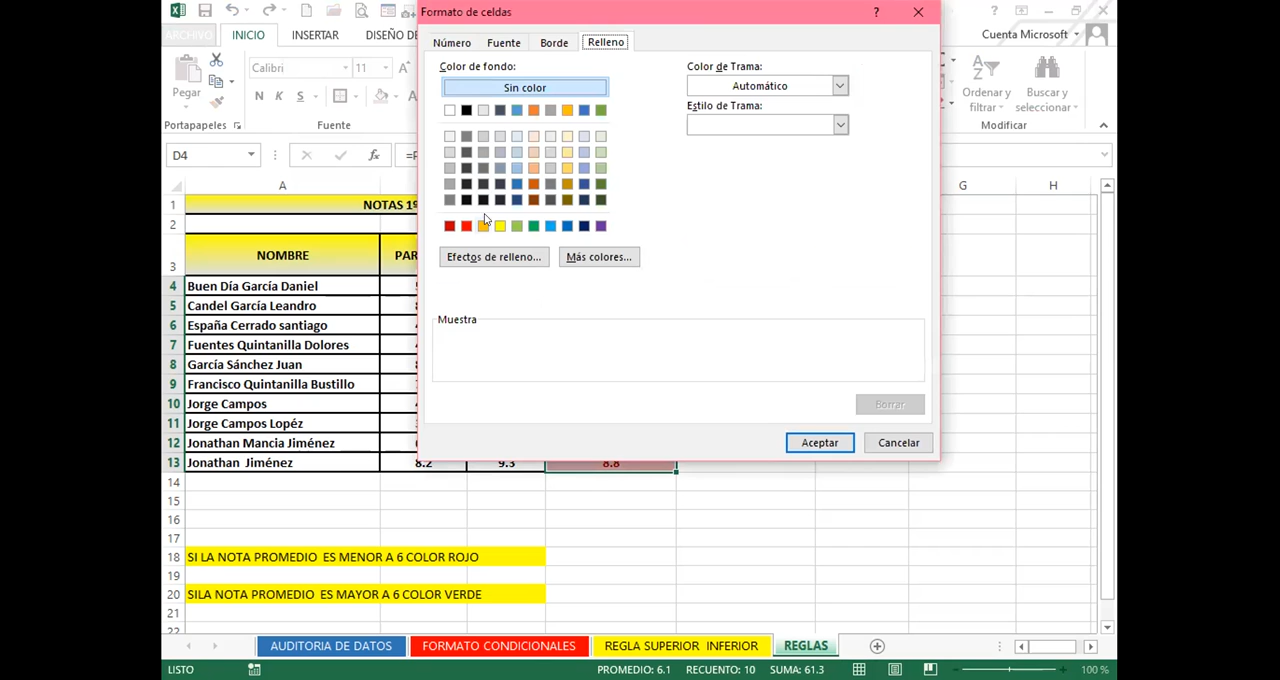 Formato de celdas
?
ARCHIVO INICIO INSERTAR DISEÑO DE
Cuenta Microsoft
Número Fuente Borde Relleno
Color de fondo:
Sin color
Color de Trama:
Automático
Estilo de Trama:
Calibri 11 A
Pegar
N K S
A
Ordenar y
filtrar
Buscar y
seleccionar
Portapapeles Fuente
Modificar
D4 fx
G H
A
1 NOTAS 1º
2
3 NOMBRE PAR
4 Buen Día García Daniel
5 Candel García Leandro
6 España Cerrado santiago
7 Fuentes Quintanilla Dolores
8 García Sánchez Juan
9 Francisco Quintanilla Bustillo
10 Jorge Campos
11 Jorge Campos Lopéz
12 Jonathan Mancia Jiménez
13 Jonathan Jiménez 8.2 9.3 8.8
Efectos de relleno... Más colores...
Muestra
Borrar
Aceptar Cancelar
14
15
16
17
18 SI LA NOTA PROMEDIO ES MENOR A 6 COLOR ROJO
19
20 SILA NOTA PROMEDIO ES MAYOR A 6 COLOR VERDE
21
22
AUDITORIA DE DATOS FORMATO CONDICIONALES REGLA SUPERIOR INFERIOR REGLAS
LISTO PROMEDIO: 6.1 RECUENTO: 10 SUMA: 61.3 100 %